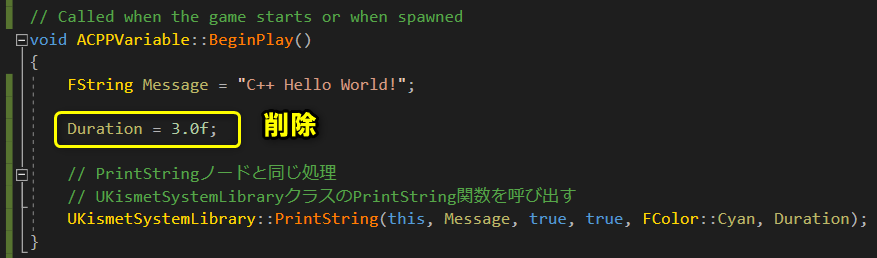 // Called when the game starts or when spawned
void ACPPVariable::BeginPlay()
{
FString Message = "C++ Hello World!";
Duration = 3.0f; 削除
// PrintStringノードと同じ処理
// UKismetSystemLibraryクラスのPrintString関数を呼び出す
UKismetSystemLibrary::PrintString(this, Message, true, true, FColor::Cyan, Duration);
}